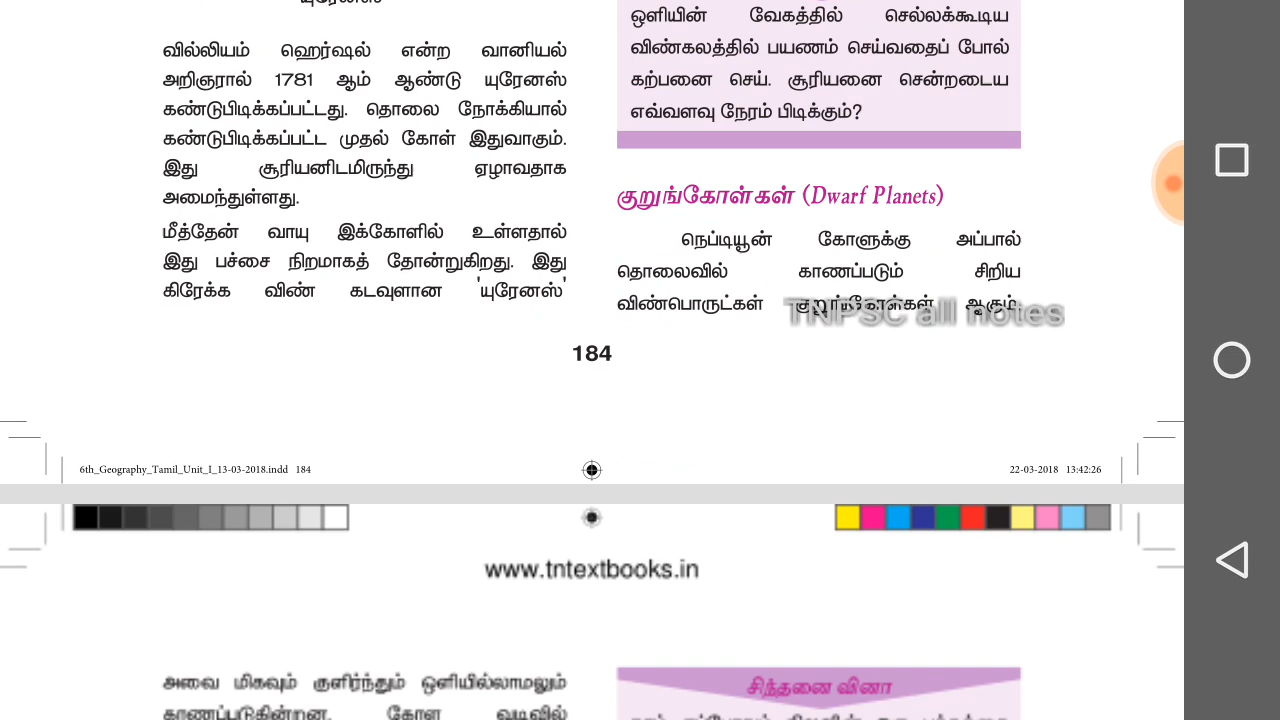 யுரேனஸ்
வில்லியம் ஹெர்ஷல் என்ற வானியல்
அறிஞரால் 1781 ஆம் ஆண்டு யுரேனஸ்
கண்டுபிடிக்கப்பட்டது. தொலை நோக்கியால்
கண்டுபிடிக்கப்பட்ட முதல் கோள் இதுவாகும்.
இது சூரியனிடமிருந்து ஏழாவதாக
அமைந்துள்ளது.
மீத்தேன் வாயு இக்கோளில் உள்ளதால்
இது பச்சை நிறமாகத் தோன்றுகிறது. இது
கிரேக்க விண் கடவுளான 'யுரேனஸ்'
ஒளியின் வேகத்தில் செல்லக்கூடிய
விண்கலத்தில் பயணம் செய்வதைப் போல்
கற்பனை செய். சூரியனை சென்றடைய
எவ்வளவு நேரம் பிடிக்கும்?
குறுங்கோள்கள் (Dwarf Planets)
நெப்டியூன் கோளுக்கு அப்பால்
தொலைவில் காணப்படும் சிறிய
விண்பொருட்கள் குறுங்கோள்கள் ஆகும்.
TNPSC all notes
184
6th_Geography_Tamil_Unit_I_13-03-2018.indd 184
22-03-2018 13:42:26
www.tntextbooks.in
அவை மிகவும் குளிர்ந்தும் ஒளியில்லாமலும்
காணப்படுகின்றன. கோள வடிவில்
சிந்தனை வினா